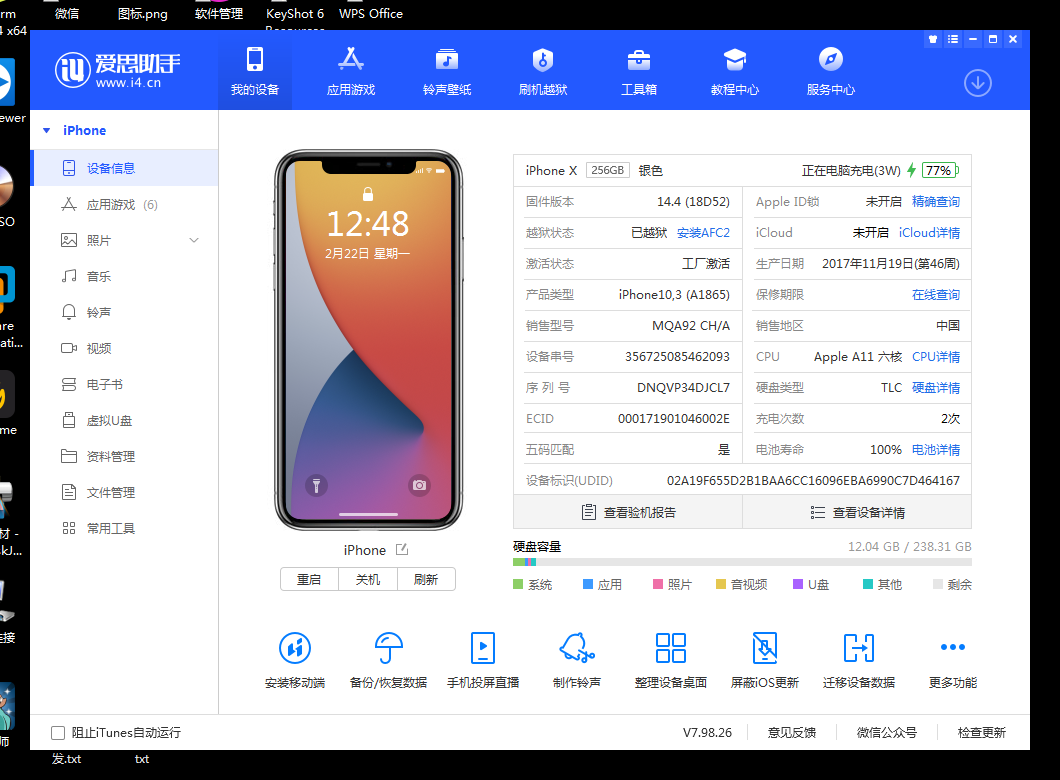 rm
微信
图标.png
软件管理
KeyShot 6
WPS Office
x64
爱思助手
www.i4.cn
我的设备
应用游戏
铃声壁纸
刷机越狱
工具箱
教程中心
服务中心
ewer
SO
re
ati...
me
材 -
kJ...
连接
师
iPhone
设备信息
应用游戏 (6)
照片
音乐
铃声
视频
电子书
虚拟U盘
资料管理
文件管理
常用工具
12:48
2月22日 星期一
iPhone
重启 关机 刷新
iPhone X 256GB 银色 正在电脑充电(3W) 77%
固件版本 14.4 (18D52) Apple ID锁 未开启 精确查询
越狱状态 已越狱 安装AFC2 iCloud 未开启 iCloud详情
激活状态 工厂激活 生产日期 2017年11月19日(第46周)
产品类型 iPhone10,3 (A1865) 保修期限 在线查询
销售型号 MQA92 CH/A 销售地区 中国
设备串号 356725085462093 CPU Apple A11 六核 CPU详情
序列号 DNQVP34DJCL7 硬盘类型 TLC 硬盘详情
ECID 000171901046002E 充电次数 2次
五码匹配 是 电池寿命 100% 电池详情
设备标识(UDID) 02A19F655D2B1BAA6CC16096EBA6990C7D464167
查看验机报告 查看设备详情
硬盘容量 12.04 GB / 238.31 GB
系统 应用 照片 音视频 U盘 其他 剩余
安装移动端 备份/恢复数据 手机投屏直播 制作铃声 整理设备桌面 屏蔽iOS更新 迁移设备数据 更多功能
阻止iTunes自动运行
V7.98.26 意见反馈 微信公众号 检查更新
发.txt
txt